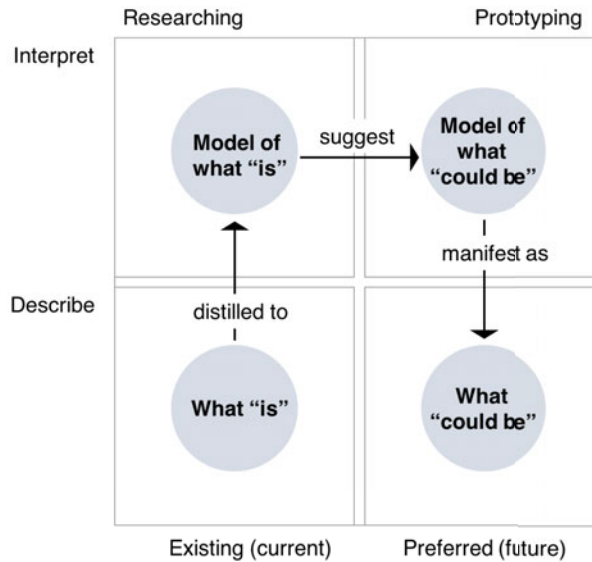 Researching
Prototyping
Interpret
Model of
what “is”
suggest
Model of
what
“could be”
manifest as
Describe
distilled to
What “is”
What
“could be”
Existing (current)
Preferred (future)